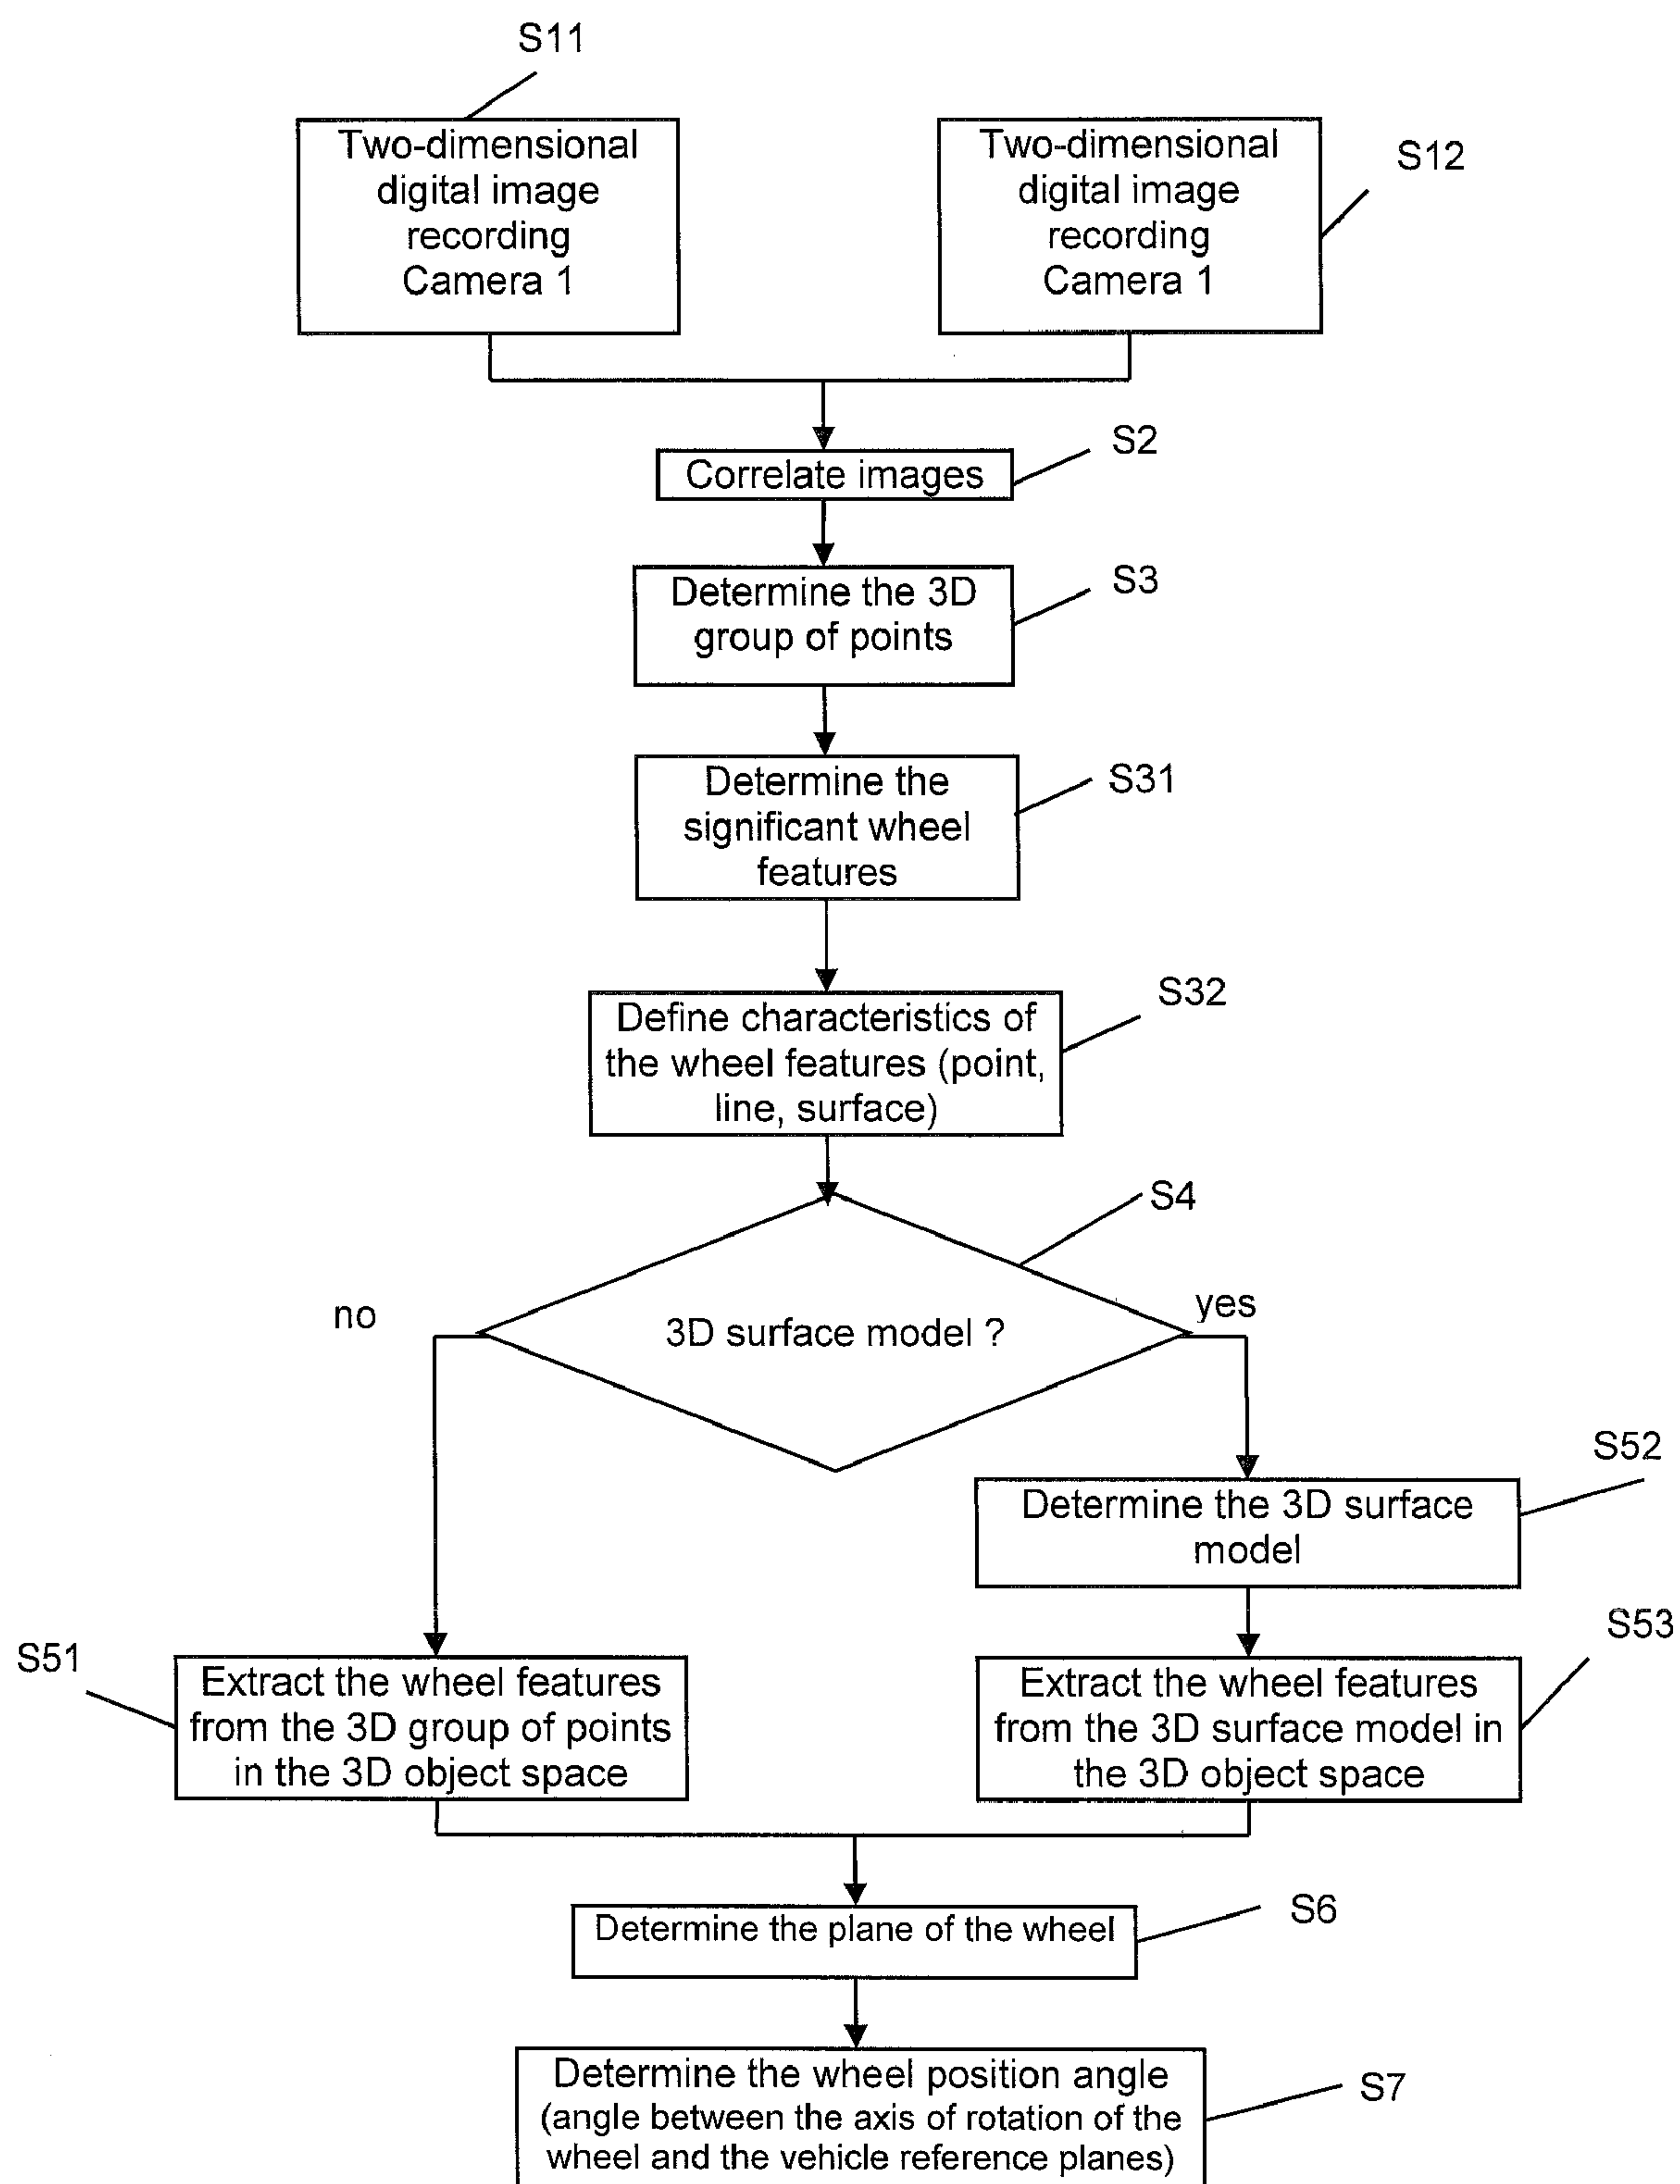 S11
Two-dimensional
digital image
recording
Camera 1
Two-dimensional
digital image
recording
Camera 1
S12
S2
Correlate images
S3
Determine the 3D
group of points
S31
Determine the
significant wheel
features
S32
Define characteristics of
the wheel features (point,
line, surface)
S4
no
yes
3D surface model ?
S52
Determine the 3D surface
model
S51
Extract the wheel features
from the 3D group of points
in the 3D object space
S53
Extract the wheel features
from the 3D surface model in
the 3D object space
S6
Determine the plane of the wheel
S7
Determine the wheel position angle
(angle between the axis of rotation of the
wheel and the vehicle reference planes)